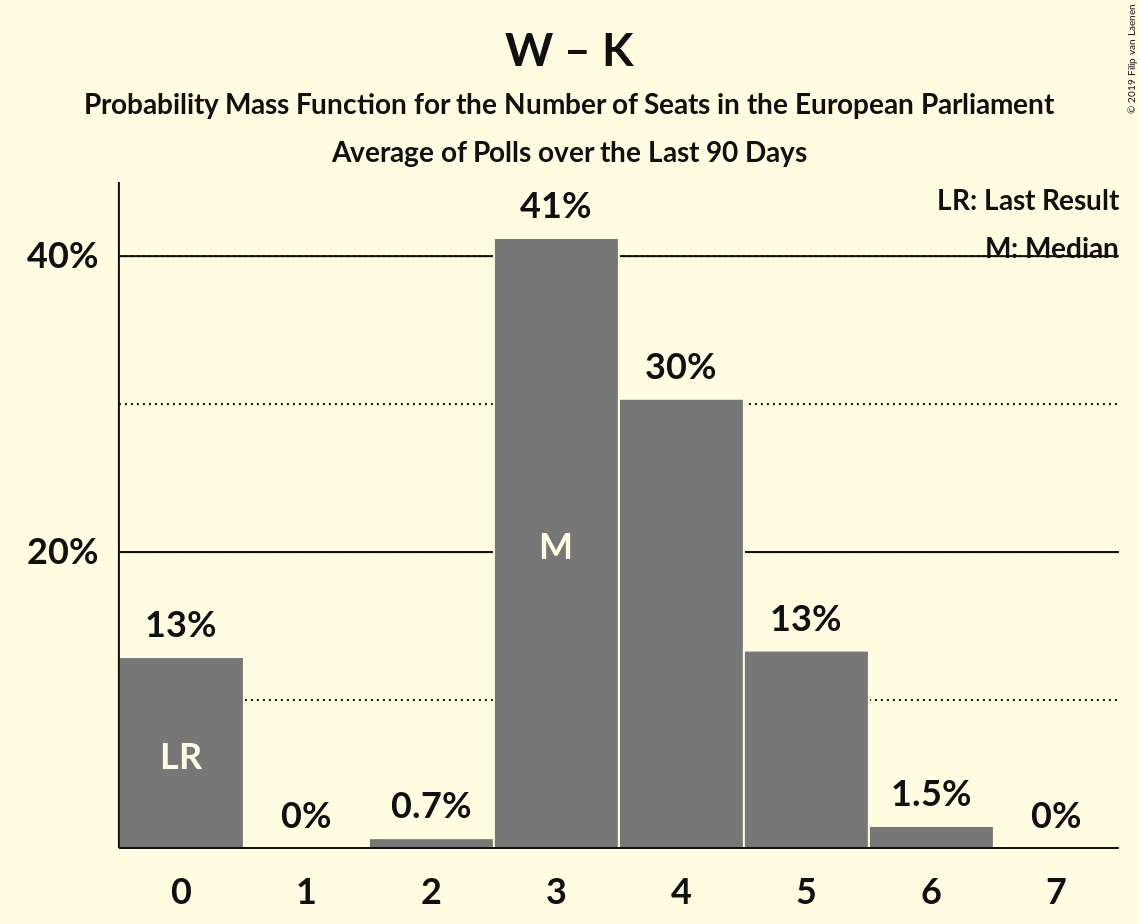 © 2019 Filip van Laenen
W – K
Probability Mass Function for the Number of Seats in the European Parliament
Average of Polls over the Last 90 Days
LR: Last Result
M: Median
40%
20%
41%
30%
13%
13%
0%
0.7%
1.5%
0%
M
LR
0 1 2 3 4 5 6 7